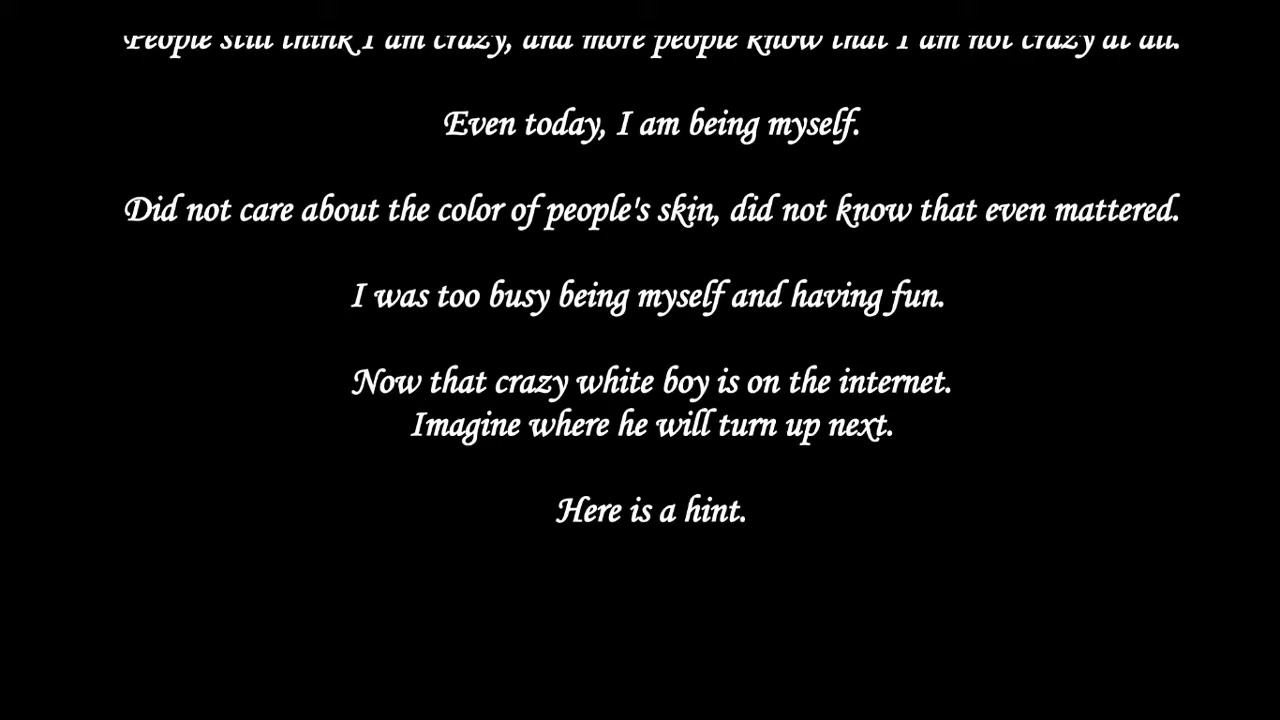 People still think I am crazy, and more people know that I am not crazy at all.
Even today, I am being myself.
Did not care about the color of people's skin, did not know that even mattered.
I was too busy being myself and having fun.
Now that crazy white boy is on the internet.
Imagine where he will turn up next.
Here is a hint.